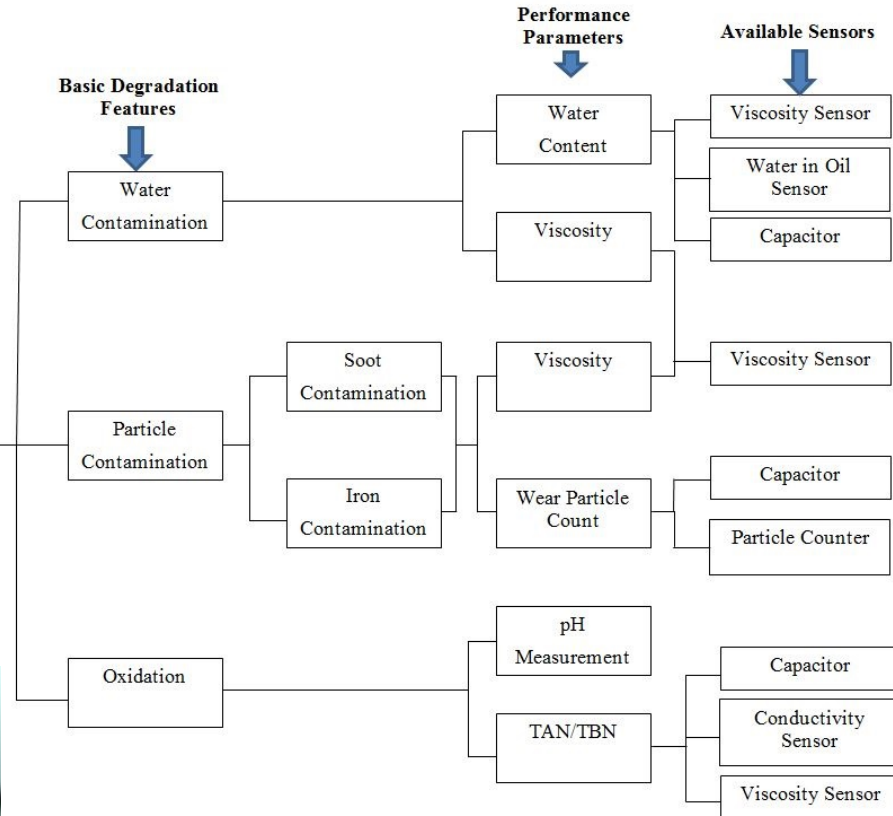 Performance
Parameters
Available Sensors
Basic Degradation
Features
Water
Contamination
Water
Content
Viscosity Sensor
Water in Oil
Sensor
Capacitor
Viscosity
Soot
Contamination
Viscosity
Viscosity Sensor
Particle
Contamination
Iron
Contamination
Wear Particle
Count
Capacitor
Particle Counter
Oxidation
pH
Measurement
TAN/TBN
Capacitor
Conductivity
Sensor
Viscosity Sensor